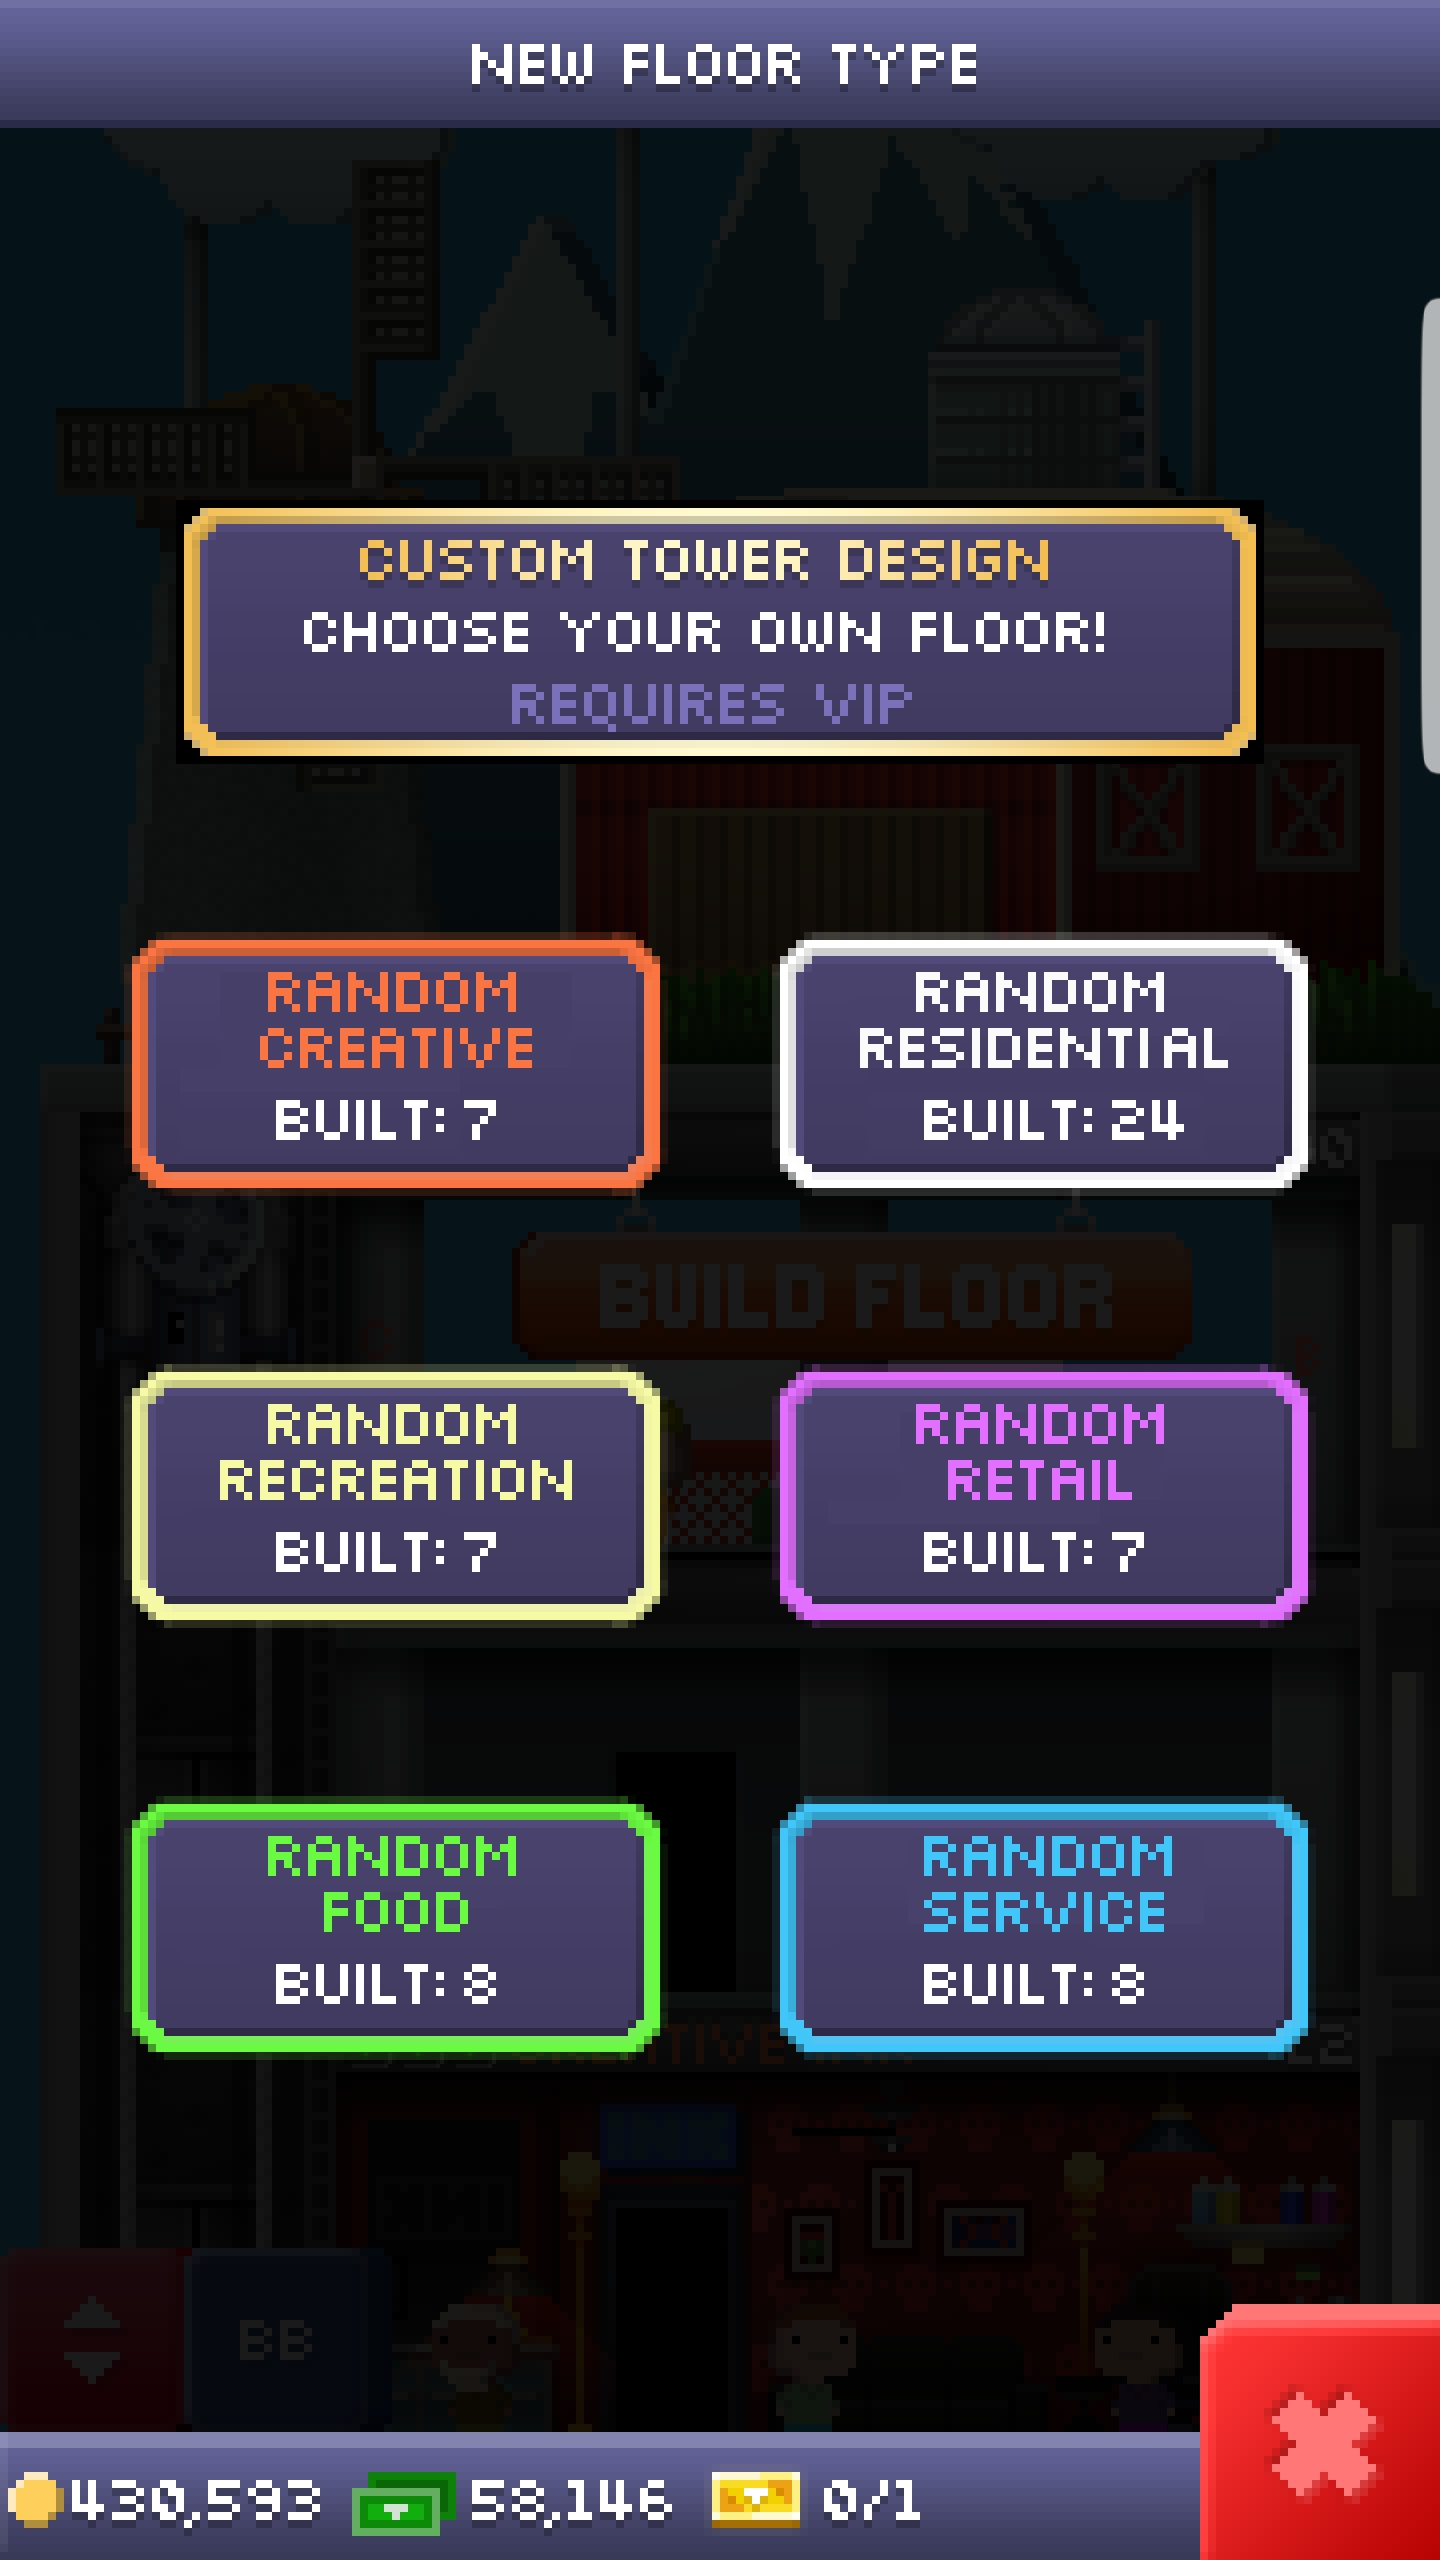 NEW FLOOR TYPE
CUSTOM TOWER DESIGN
CHOOSE YOUR OWN FLOOR!
REQUIRES VIP
RANDOM
CREATIVE
BUILT: 7
RANDOM
RESIDENTIAL
BUILT: 24
BUILD FLOOR
RANDOM
RECREATION
BUILT: 7
RANDOM
RETAIL
BUILT: 7
RANDOM
FOOD
BUILT: 8
RANDOM
SERVICE
BUILT: 8
BB
430,593 58,146 0/1